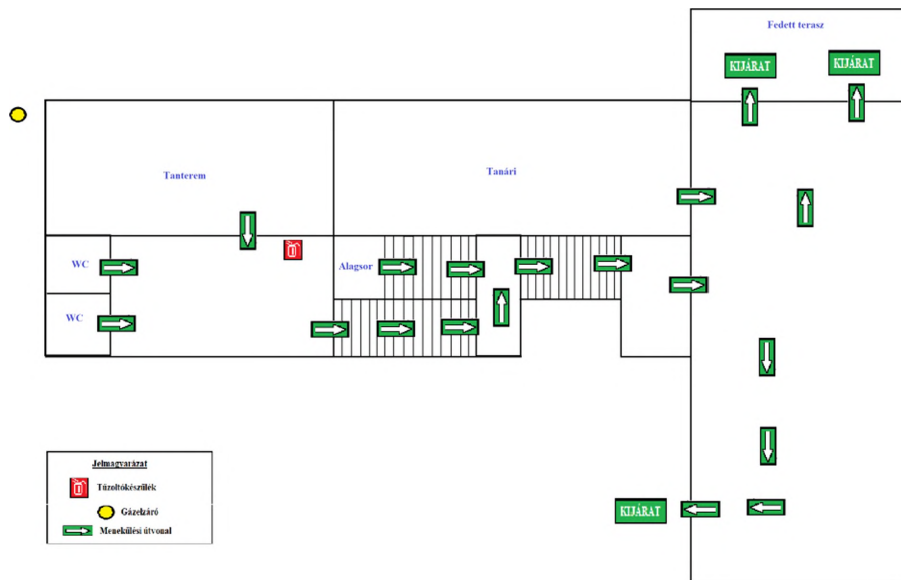 Fedett terasz
KIJÁRAT
KIJÁRAT
Tanterem
Tanári
WC
Alagsor
WC
Jelmagyarázat
Tűzoltókészülék
Gázelzáró
Menekülési útvonal
KIJÁRAT